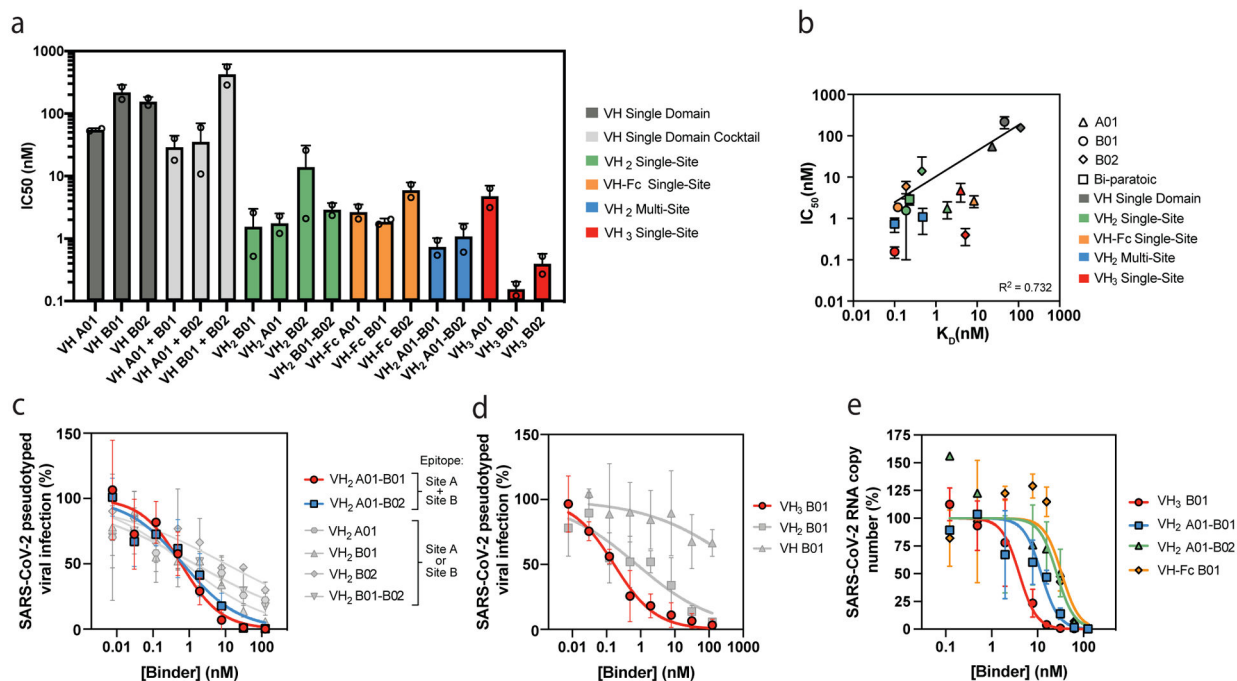 a
IC50 (nM)
1000
100
10
1
0.1
VH A01
VH B01
VH B02
VH A01 + B01
VH A01 + B02
VH B01 + B02
VH₂ B01
VH₂ A01
VH₂ B02
VH₂ B01-B02
VH-Fc A01
VH-Fc B01
VH-Fc B02
VH₂ A01-B01
VH₂ A01-B02
VH₃ A01
VH₃ B01
VH₃ B02
VH Single Domain
VH Single Domain Cocktail
VH ₂ Single-Site
VH-Fc Single-Site
VH ₂ Multi-Site
VH ₃ Single-Site
b
IC₅₀ (nM)
1000
100
10
1
0.1
0.01
0.01 0.1 1 10 100 1000
K_D(nM)
R² = 0.732
A01
B01
B02
Bi-paratoic
VH Single Domain
VH₂ Single-Site
VH-Fc Single-Site
VH₂ Multi-Site
VH₃ Single-Site
c
SARS-CoV-2 pseudotyped
viral infection (%)
150
100
50
0
0.01 0.1 1 10 100
[Binder] (nM)
Epitope:
VH₂ A01-B01
VH₂ A01-B02
Site A
+
Site B
VH₂ A01
VH₂ B01
VH₂ B02
VH₂ B01-B02
Site A
or
Site B
d
SARS-CoV-2 pseudotyped
viral infection (%)
150
100
50
0
0.01 0.1 1 10 100 1000
[Binder] (nM)
VH₃ B01
VH₂ B01
VH B01
e
SARS-CoV-2 RNA copy
number (%)
175
150
125
100
75
50
25
0
0.1 1 10 100
[Binder] (nM)
VH₃ B01
VH₂ A01-B01
VH₂ A01-B02
VH-Fc B01